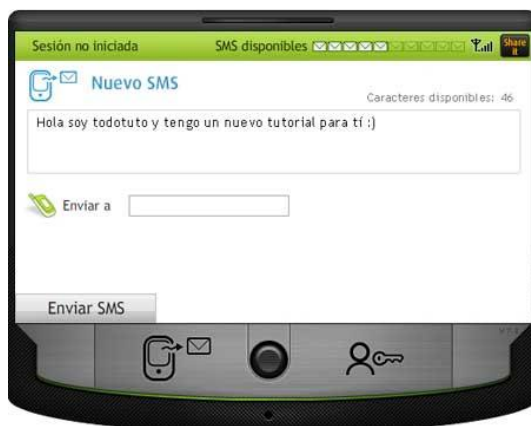 Sesión no iniciada SMS disponibles Share it
Nuevo SMS
Caracteres disponibles: 46
Hola soy todotuto y tengo un nuevo tutorial para tí :)
Enviar a
Enviar SMS